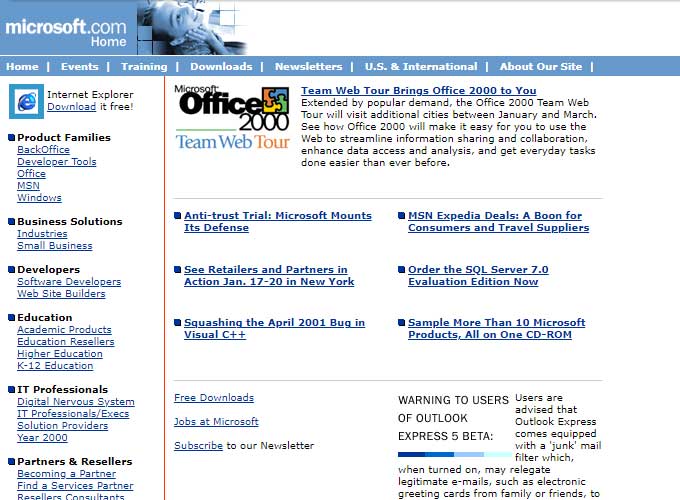 microsoft.com
Home
Home | Events | Training | Downloads | Newsletters | U.S. & International | About Our Site |
Internet Explorer
Download it free!
Product Families
BackOffice
Developer Tools
Office
MSN
Windows
Business Solutions
Industries
Small Business
Developers
Software Developers
Web Site Builders
Education
Academic Products
Education Resellers
Higher Education
K-12 Education
IT Professionals
Digital Nervous System
IT Professionals/Execs
Solution Providers
Year 2000
Partners & Resellers
Becoming a Partner
Find a Services Partner
Resellers Consultants
Microsoft
Office
2000
Team Web Tour
Team Web Tour Brings Office 2000 to You
Extended by popular demand, the Office 2000 Team Web
Tour will visit additional cities between January and March.
See how Office 2000 will make it easy for you to use the
Web to streamline information sharing and collaboration,
enhance data access and analysis, and get everyday tasks
done easier than ever before.
Anti-trust Trial: Microsoft Mounts
Its Defense
MSN Expedia Deals: A Boon for
Consumers and Travel Suppliers
See Retailers and Partners in
Action Jan. 17-20 in New York
Order the SQL Server 7.0
Evaluation Edition Now
Squashing the April 2001 Bug in
Visual C++
Sample More Than 10 Microsoft
Products, All on One CD-ROM
Free Downloads
Jobs at Microsoft
Subscribe to our Newsletter
WARNING TO USERS
OF OUTLOOK
EXPRESS 5 BETA:
Users are
advised that
Outlook Express
comes equipped
with a 'junk' mail
filter which,
when turned on, may relegate
legitimate e-mails, such as electronic
greeting cards from family or friends, to